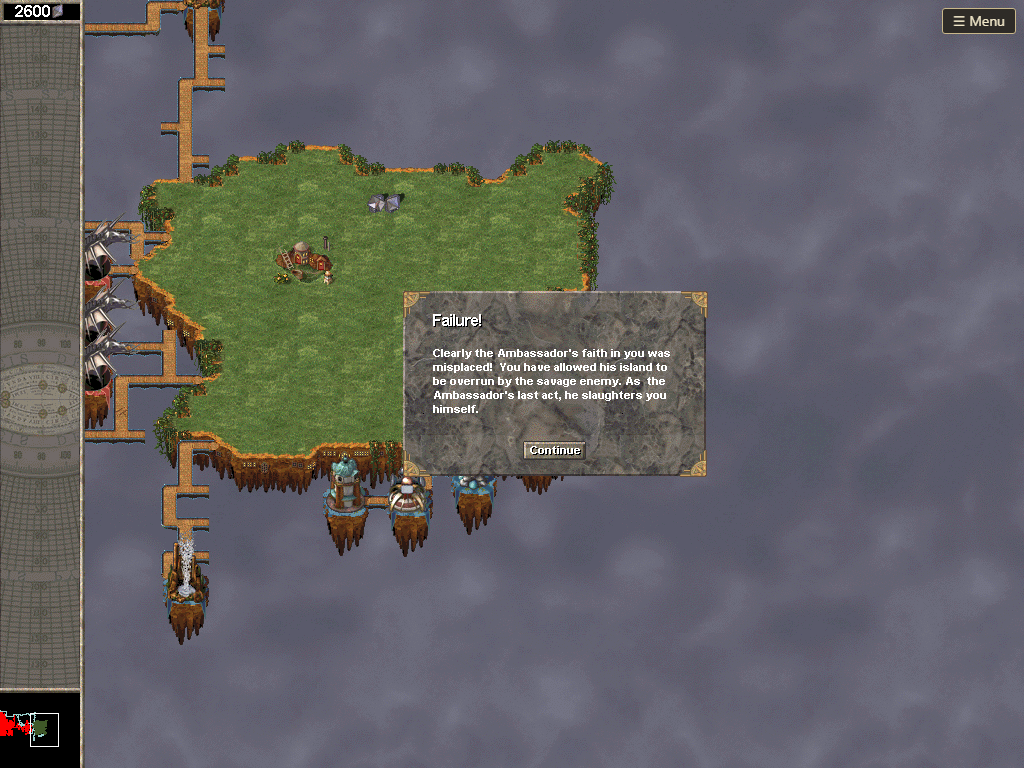 2600
☰ Menu
Failure!
Clearly the Ambassador's faith in you was
misplaced!  You have allowed his island to
be overrun by the savage enemy. As  the
Ambassador's last act, he slaughters you
himself.
Continue